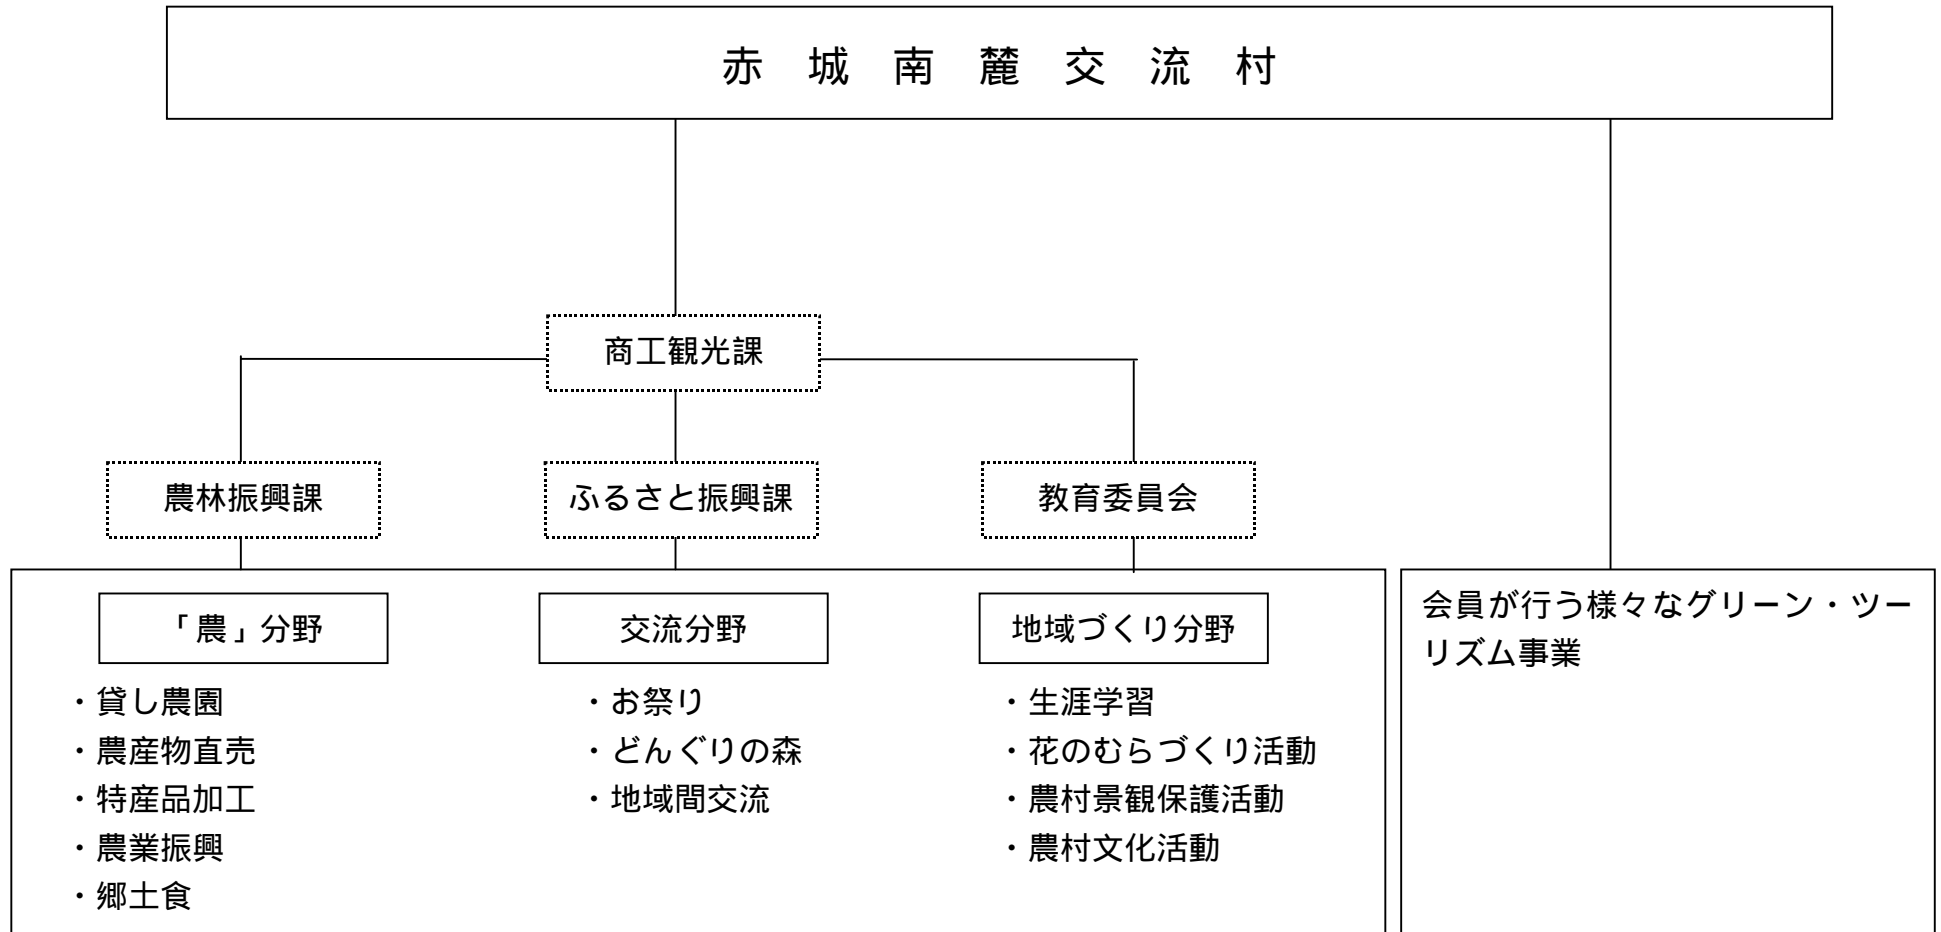 赤城南麓交流村
商工観光課
農林振興課
ふるさと振興課
教育委員会
「農」分野
・貸し農園
・農産物直売
・特産品加工
・農業振興
・郷土食
交流分野
・お祭り
・どんぐりの森
・地域間交流
地域づくり分野
・生涯学習
・花のむらづくり活動
・農村景観保護活動
・農村文化活動
会員が行う様々なグリーン・ツー
リズム事業